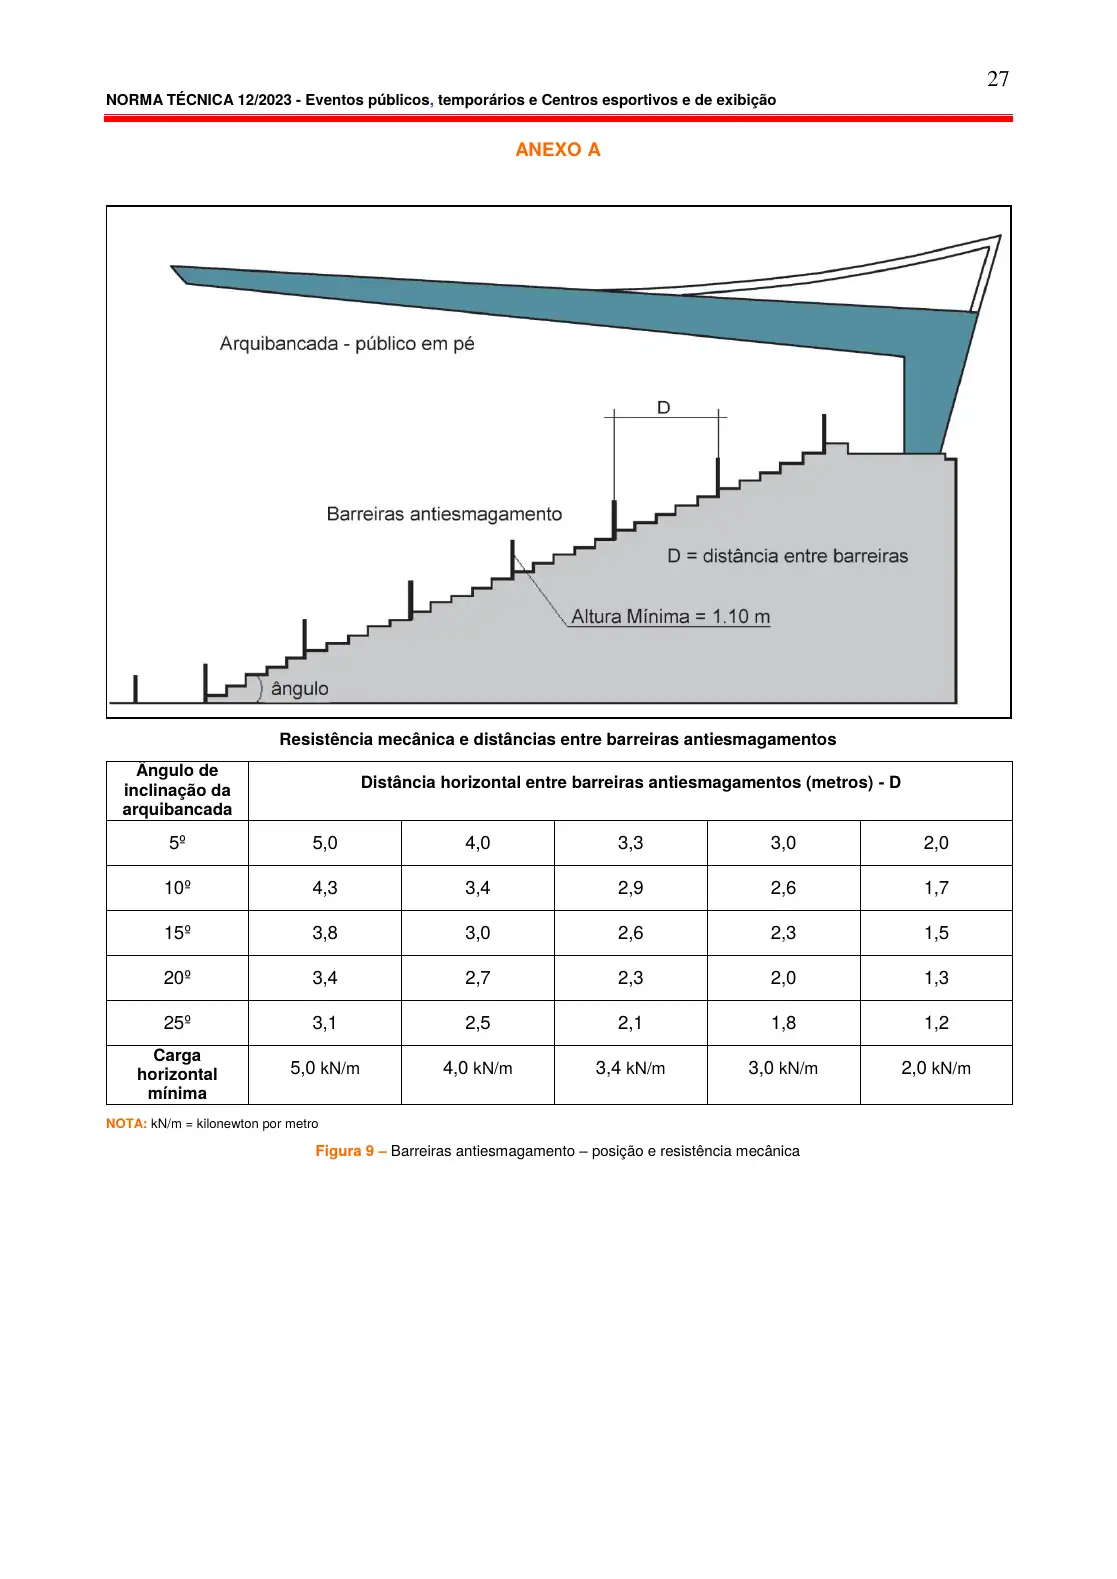 27
NORMA TÉCNICA 12/2023 - Eventos públicos, temporários e Centros esportivos e de exibição
ANEXO A
Arquibancada - público em pé
D
Barreiras antiesmagamento
D = distância entre barreiras
Altura Mínima = 1.10 m
ângulo
Resistência mecânica e distâncias entre barreiras antiesmagamentos
Ângulo de
inclinação da
arquibancada
Distância horizontal entre barreiras antiesmagamentos (metros) - D
5º 5,0 4,0 3,3 3,0 2,0
10º 4,3 3,4 2,9 2,6 1,7
15º 3,8 3,0 2,6 2,3 1,5
20º 3,4 2,7 2,3 2,0 1,3
25º 3,1 2,5 2,1 1,8 1,2
Carga
horizontal
mínima
5,0 kN/m 4,0 kN/m 3,4 kN/m 3,0 kN/m 2,0 kN/m
NOTA: kN/m = kilonewton por metro
Figura 9 – Barreiras antiesmagamento – posição e resistência mecânica